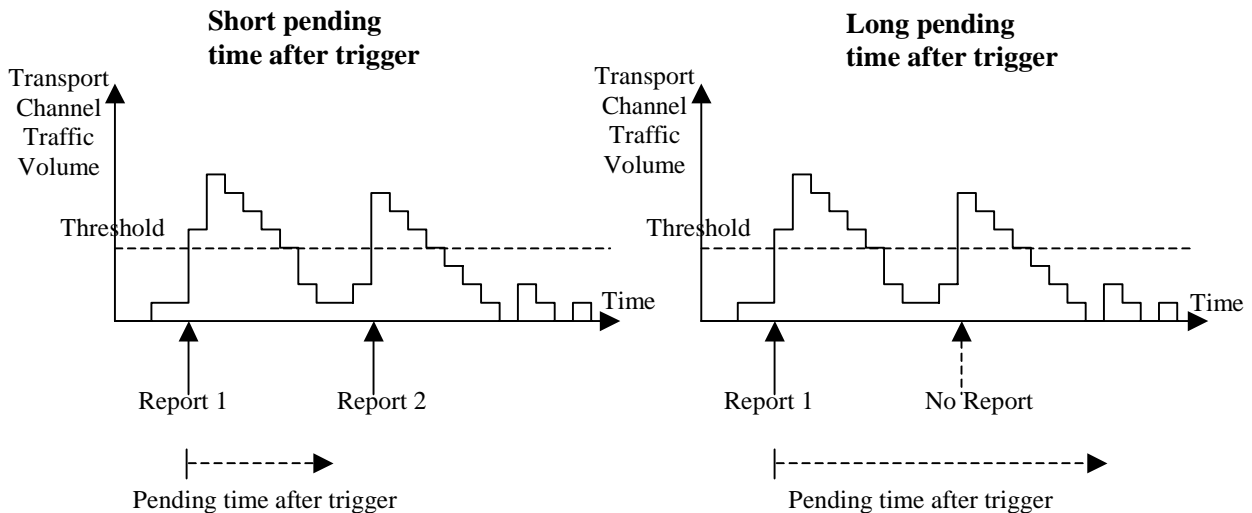 Short pending
time after trigger
Transport
Channel
Traffic
Volume
Threshold
Time
Report 1
Report 2
Pending time after trigger
Long pending
time after trigger
Transport
Channel
Traffic
Volume
Threshold
Time
Report 1
No Report
Pending time after trigger